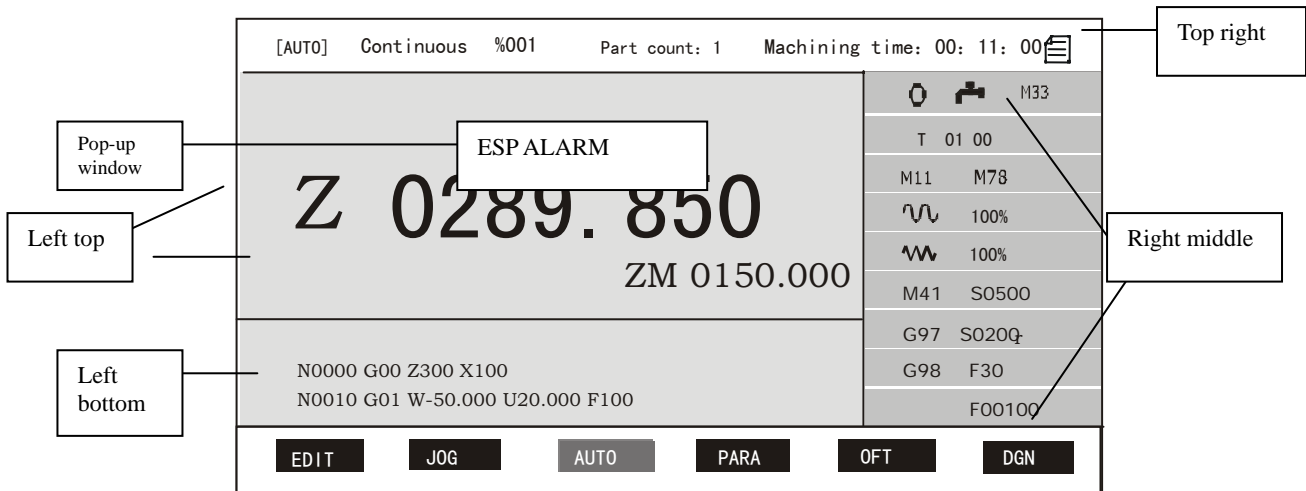 [AUTO] Continuous %001 Part count: 1 Machining time: 00: 11: 00
Top right
M33
Pop-up
window
ESP ALARM
T 01 00
M11 M78
Z 0289. 850
100%
Left top
Right middle
100%
ZM 0150.000
M41 S0500
G97 S0200
Left
bottom
N0000 G00 Z300 X100
G98 F30
N0010 G01 W-50.000 U20.000 F100
F00100
EDIT JOG AUTO PARA OFT DGN